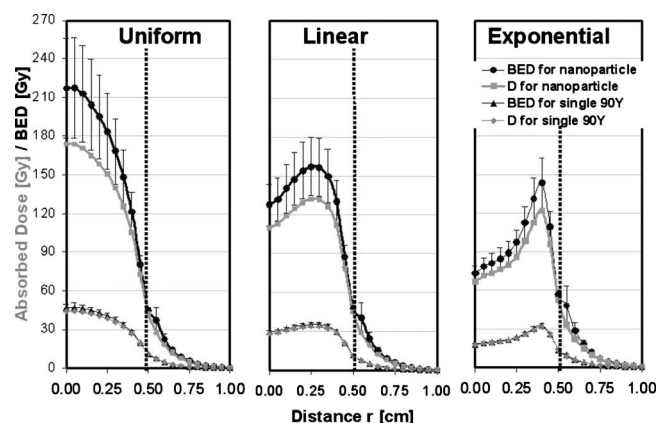 Uniform
Linear
Exponential
BED for nanoparticle
D for nanoparticle
BED for single 90Y
D for single 90Y
Absorbed Dose [Gy] / BED [Gy]
270
240
210
180
150
120
90
60
30
0
0.00 0.25 0.50 0.75 1.00
0.00 0.25 0.50 0.75 1.00
0.00 0.25 0.50 0.75 1.00
Distance r [cm]